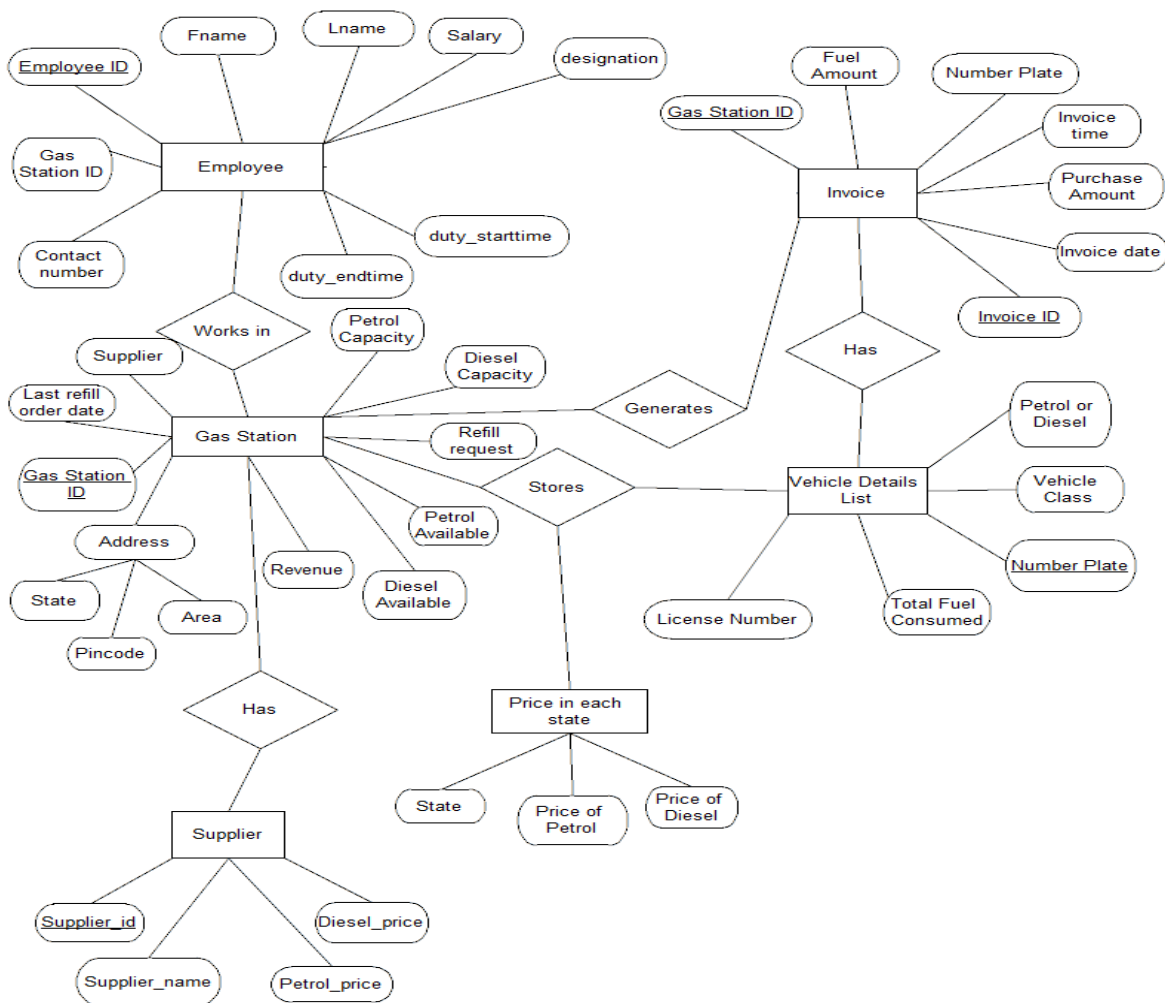 Fname
Lname
Salary
Employee ID
designation
Gas
Station ID
Employee
Contact
number
duty_starttime
duty_endtime
Works in
Fuel
Amount
Number Plate
Gas Station ID
Invoice
time
Purchase
Amount
Invoice
Invoice date
Invoice ID
Has
Supplier
Petrol
Capacity
Diesel
Capacity
Last refill
order date
Gas Station
Refill
request
Generates
Gas Station
ID
Stores
Petrol
Available
Address
Revenue
Diesel
Available
State
Area
Pincode
Petrol or
Diesel
Vehicle Details
List
Vehicle
Class
Number Plate
License Number
Total Fuel
Consumed
Has
Price in each
state
State
Price of
Petrol
Price of
Diesel
Supplier
Supplier_id
Diesel_price
Supplier_name
Petrol_price